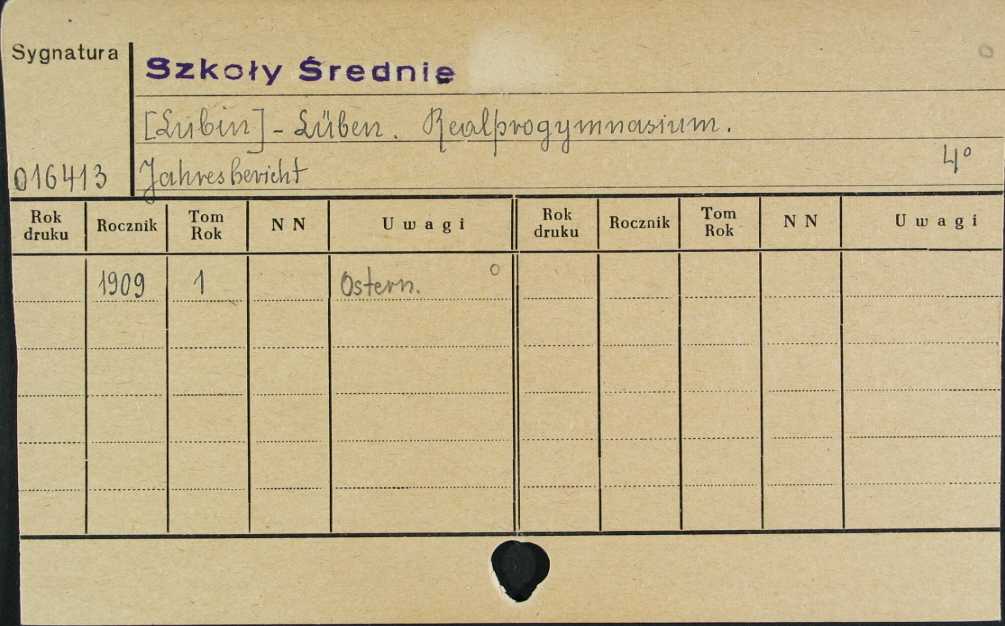 Sygnatura
Szkoły Średnie
[Lubin] - Lüben. Realprogymnasium.
4°
016413
Jahresbericht
Rok druku Rocznik Tom Rok N N Uwagi Rok druku Rocznik Tom Rok N N Uwagi
1909 1 Ostern.